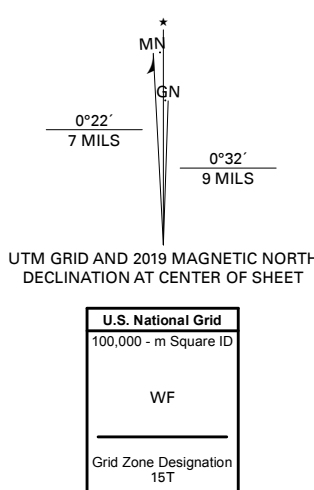 ★
MN
GN
0°22´
7 MILS
0°32´
9 MILS
UTM GRID AND 2019 MAGNETIC NORTH
DECLINATION AT CENTER OF SHEET
U.S. National Grid
100,000 - m Square ID
WF
Grid Zone Designation
15T